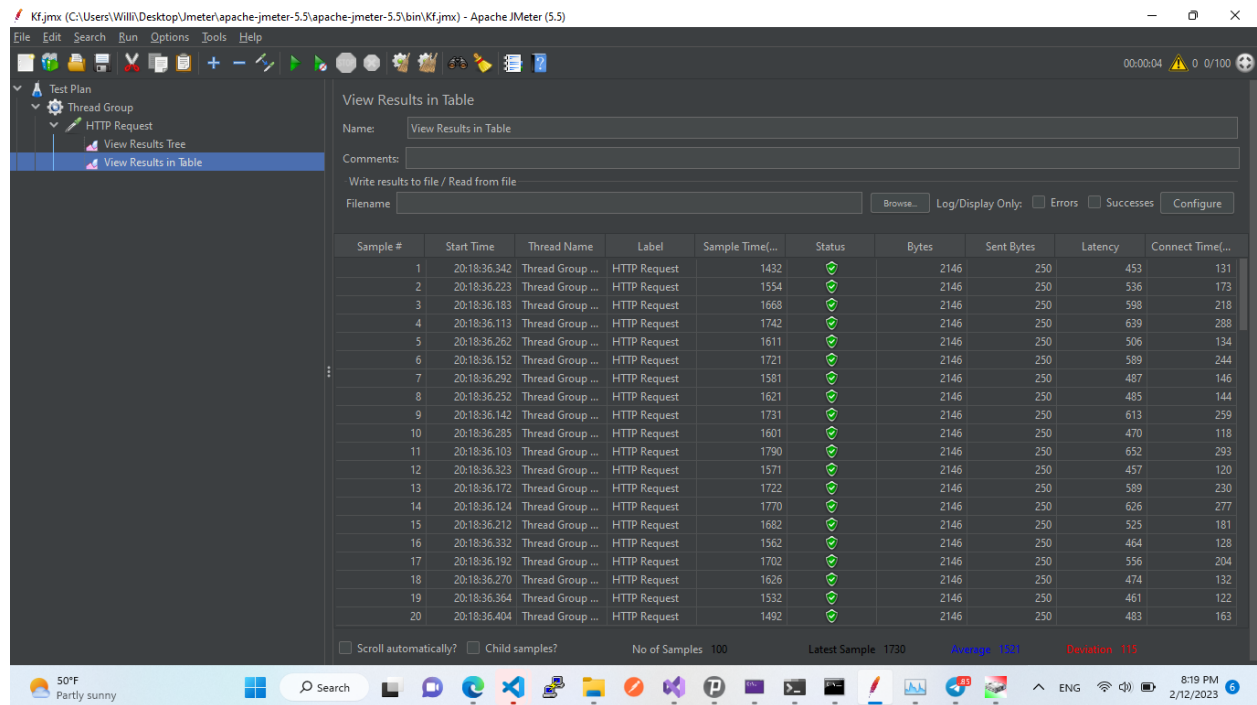 Kf.jmx (C:\Users\Willi\Desktop\Jmeter\apache-jmeter-5.5\apache-jmeter-5.5\bin\Kf.jmx) - Apache JMeter (5.5)
File Edit Search Run Options Tools Help
00:00:04 0 0/100
Test Plan
Thread Group
HTTP Request
View Results Tree
View Results in Table
View Results in Table
Name: View Results in Table
Comments:
Write results to file / Read from file
Filename Browse... Log/Display Only: Errors Successes Configure
Sample # Start Time Thread Name Label Sample Time(... Status Bytes Sent Bytes Latency Connect Time(...
1 20:18:36.342 Thread Group ... HTTP Request 1432 2146 250 453 131
2 20:18:36.223 Thread Group ... HTTP Request 1554 2146 250 536 173
3 20:18:36.183 Thread Group ... HTTP Request 1668 2146 250 598 218
4 20:18:36.113 Thread Group ... HTTP Request 1742 2146 250 639 288
5 20:18:36.262 Thread Group ... HTTP Request 1611 2146 250 506 134
6 20:18:36.152 Thread Group ... HTTP Request 1721 2146 250 589 244
7 20:18:36.292 Thread Group ... HTTP Request 1581 2146 250 487 146
8 20:18:36.252 Thread Group ... HTTP Request 1621 2146 250 485 144
9 20:18:36.142 Thread Group ... HTTP Request 1731 2146 250 613 259
10 20:18:36.285 Thread Group ... HTTP Request 1601 2146 250 470 118
11 20:18:36.103 Thread Group ... HTTP Request 1790 2146 250 652 293
12 20:18:36.323 Thread Group ... HTTP Request 1571 2146 250 457 120
13 20:18:36.172 Thread Group ... HTTP Request 1722 2146 250 589 230
14 20:18:36.124 Thread Group ... HTTP Request 1770 2146 250 626 277
15 20:18:36.212 Thread Group ... HTTP Request 1682 2146 250 525 181
16 20:18:36.332 Thread Group ... HTTP Request 1562 2146 250 464 128
17 20:18:36.192 Thread Group ... HTTP Request 1702 2146 250 556 204
18 20:18:36.270 Thread Group ... HTTP Request 1626 2146 250 474 132
19 20:18:36.364 Thread Group ... HTTP Request 1532 2146 250 461 122
20 20:18:36.404 Thread Group ... HTTP Request 1492 2146 250 483 163
Scroll automatically? Child samples? No of Samples 100 Latest Sample 1730 Average 1521 Deviation 115
50°F
Partly sunny
Search
85
ENG
8:19 PM
2/12/2023
6